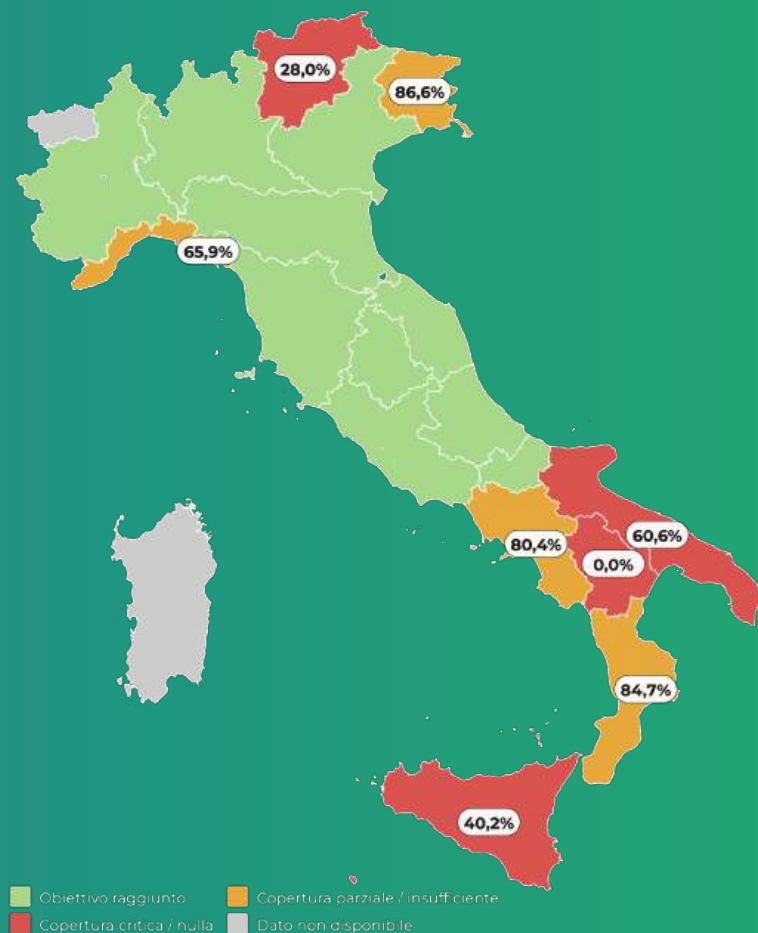 28,0%
86,6%
65,9%
80,4%
60,6%
0,0%
84,7%
40,2%
Obiettivo raggiunto
Copertura parziale / insufficiente
Copertura critica / nulla
Dato non disponibile